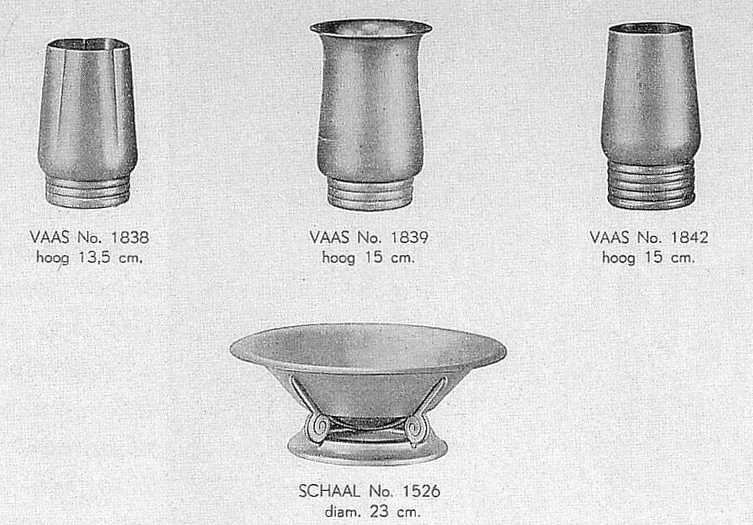 VAAS No. 1838
hoog 13,5 cm.
VAAS No. 1839
hoog 15 cm.
VAAS No. 1842
hoog 15 cm.
SCHAAL No. 1526
diam. 23 cm.